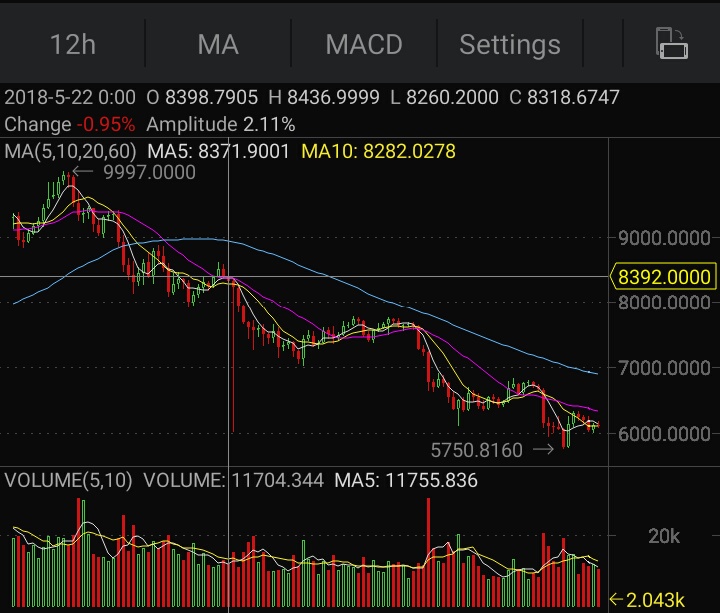 12h MA MACD Settings
2018-5-22 0:00 O 8398.7905 H 8436.9999 L 8260.2000 C 8318.6747
Change -0.95% Amplitude 2.11%
MA(5,10,20,60) MA5: 8371.9001 MA10: 8282.0278
9997.0000
9000.0000
8392.0000
8000.0000
7000.0000
6000.0000
5750.8160
VOLUME(5,10) VOLUME: 11704.344 MA5: 11755.836
20k
2.043k